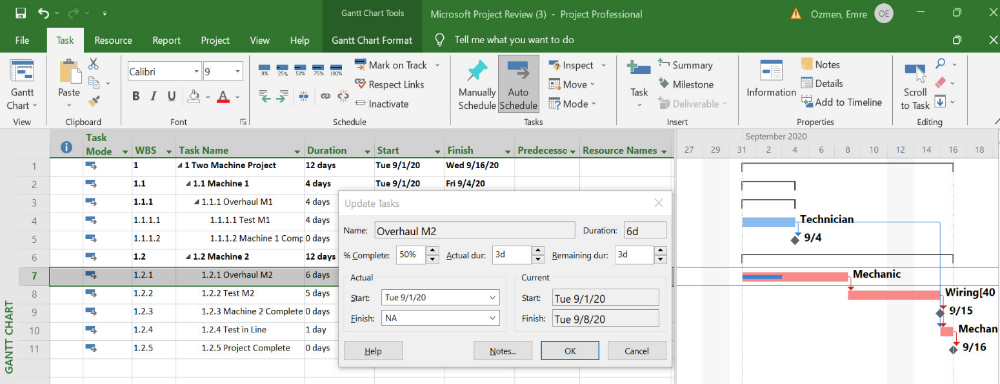 Gantt Chart Tools
Microsoft Project Review (3) - Project Professional
Ozmen, Emre
OE
File Task Resource Report Project View Help Gantt Chart Format Tell me what you want to do
Gantt Chart
View
Paste
Clipboard
Calibri 9
B I U A
Font
0% 25% 50% 75% 100%
Mark on Track
Respect Links
Inactivate
Schedule
Manually Schedule
Auto Schedule
Inspect
Move
Mode
Tasks
Task
Summary
Milestone
Deliverable
Insert
Information
Notes
Details
Add to Timeline
Properties
Scroll to Task
Editing
Task Mode WBS Task Name Duration Start Finish Predecesso Resource Names
September 2020
27 29 31 2 4 6 8 10 12 14 16 18
1 1 1 Two Machine Project 12 days Tue 9/1/20 Wed 9/16/20
2 1.1 1.1 Machine 1 4 days Tue 9/1/20 Fri 9/4/20
3 1.1.1 1.1.1 Overhaul M1 4 days
4 1.1.1.1 1.1.1.1 Test M1 4 days
5 1.1.1.2 1.1.1.2 Machine 1 Comp 0 days
6 1.2 1.2 Machine 2 12 days
7 1.2.1 1.2.1 Overhaul M2 6 days
8 1.2.2 1.2.2 Test M2 5 days
9 1.2.3 1.2.3 Machine 2 Complete 0 days
10 1.2.4 1.2.4 Test in Line 1 day
11 1.2.5 1.2.5 Project Complete 0 days
GANTT CHART
Update Tasks
Name: Overhaul M2 Duration: 6d
% Complete: 50% Actual dur: 3d Remaining dur: 3d
Actual
Start: Tue 9/1/20
Finish: NA
Current
Start: Tue 9/1/20
Finish: Tue 9/8/20
Help Notes... OK Cancel
Technician
9/4
Mechanic
Wiring[40
9/15
Mechan
9/16